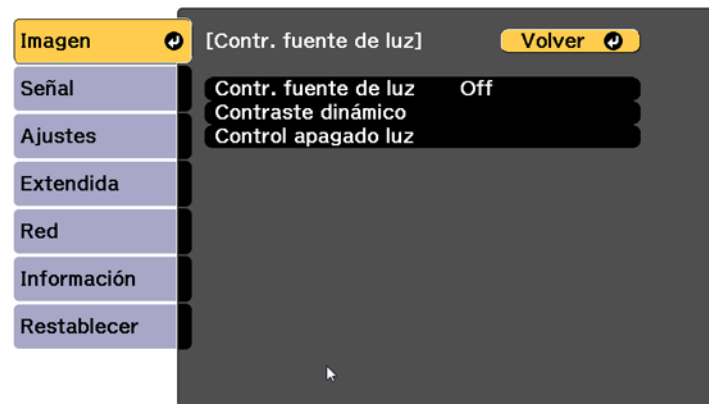 Imagen
[Contr. fuente de luz] Volver
Señal
Contr. fuente de luz Off
Contraste dinámico
Ajustes
Control apagado luz
Extendida
Red
Información
Restablecer